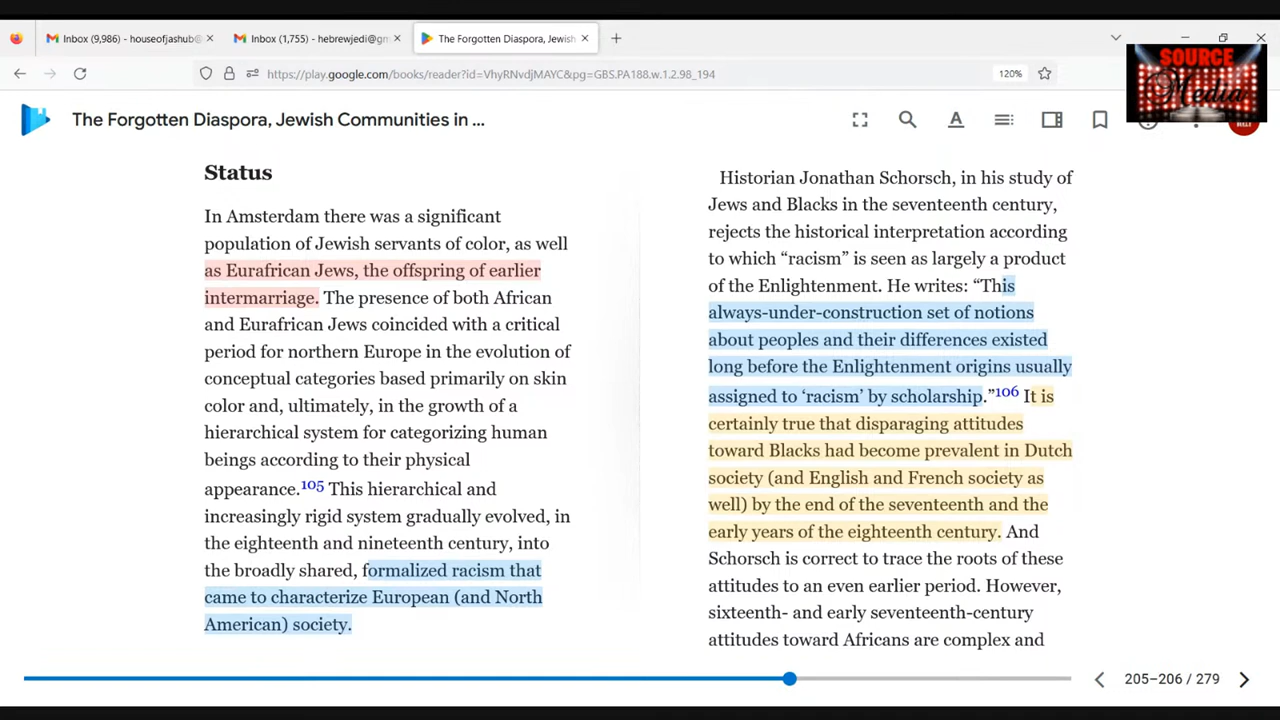 Inbox (9,986) - houseofjashub@
Inbox (1,755) - hebrewjedi@gm
The Forgotten Diaspora, Jewish
https://play.google.com/books/reader?id=VhyRNvdjMAYC&pg=GBS.PA188.w.1.2.98_194
120%
SOURCE
Media
The Forgotten Diaspora, Jewish Communities in ...
Status
In Amsterdam there was a significant
population of Jewish servants of color, as well
as Eurafrican Jews, the offspring of earlier
intermarriage. The presence of both African
and Eurafrican Jews coincided with a critical
period for northern Europe in the evolution of
conceptual categories based primarily on skin
color and, ultimately, in the growth of a
hierarchical system for categorizing human
beings according to their physical
appearance.105 This hierarchical and
increasingly rigid system gradually evolved, in
the eighteenth and nineteenth century, into
the broadly shared, formalized racism that
came to characterize European (and North
American) society.
Historian Jonathan Schorsch, in his study of
Jews and Blacks in the seventeenth century,
rejects the historical interpretation according
to which “racism” is seen as largely a product
of the Enlightenment. He writes: “This
always-under-construction set of notions
about peoples and their differences existed
long before the Enlightenment origins usually
assigned to ‘racism’ by scholarship.”106 It is
certainly true that disparaging attitudes
toward Blacks had become prevalent in Dutch
society (and English and French society as
well) by the end of the seventeenth and the
early years of the eighteenth century. And
Schorsch is correct to trace the roots of these
attitudes to an even earlier period. However,
sixteenth- and early seventeenth-century
attitudes toward Africans are complex and
205–206 / 279